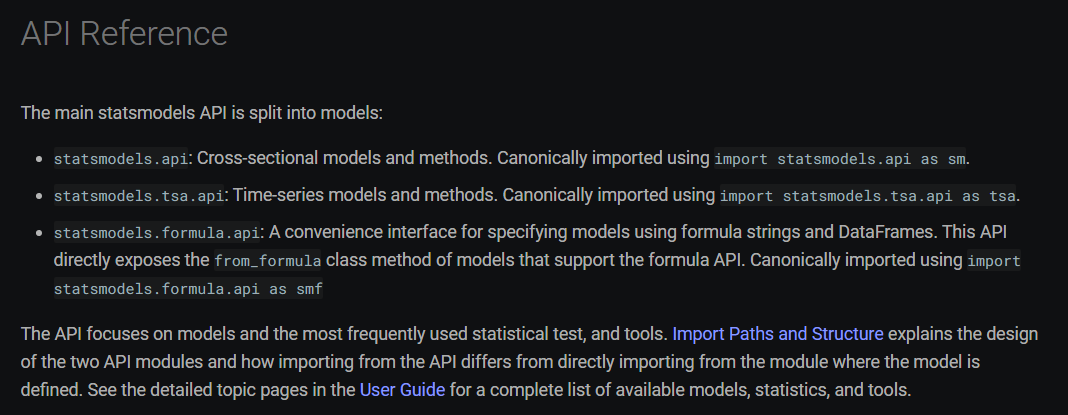 API Reference
The main statsmodels API is split into models:
statsmodels.api: Cross-sectional models and methods. Canonically imported using import statsmodels.api as sm.
statsmodels.tsa.api: Time-series models and methods. Canonically imported using import statsmodels.tsa.api as tsa.
statsmodels.formula.api: A convenience interface for specifying models using formula strings and DataFrames. This API
directly exposes the from_formula class method of models that support the formula API. Canonically imported using import
statsmodels.formula.api as smf
The API focuses on models and the most frequently used statistical test, and tools. Import Paths and Structure explains the design
of the two API modules and how importing from the API differs from directly importing from the module where the model is
defined. See the detailed topic pages in the User Guide for a complete list of available models, statistics, and tools.